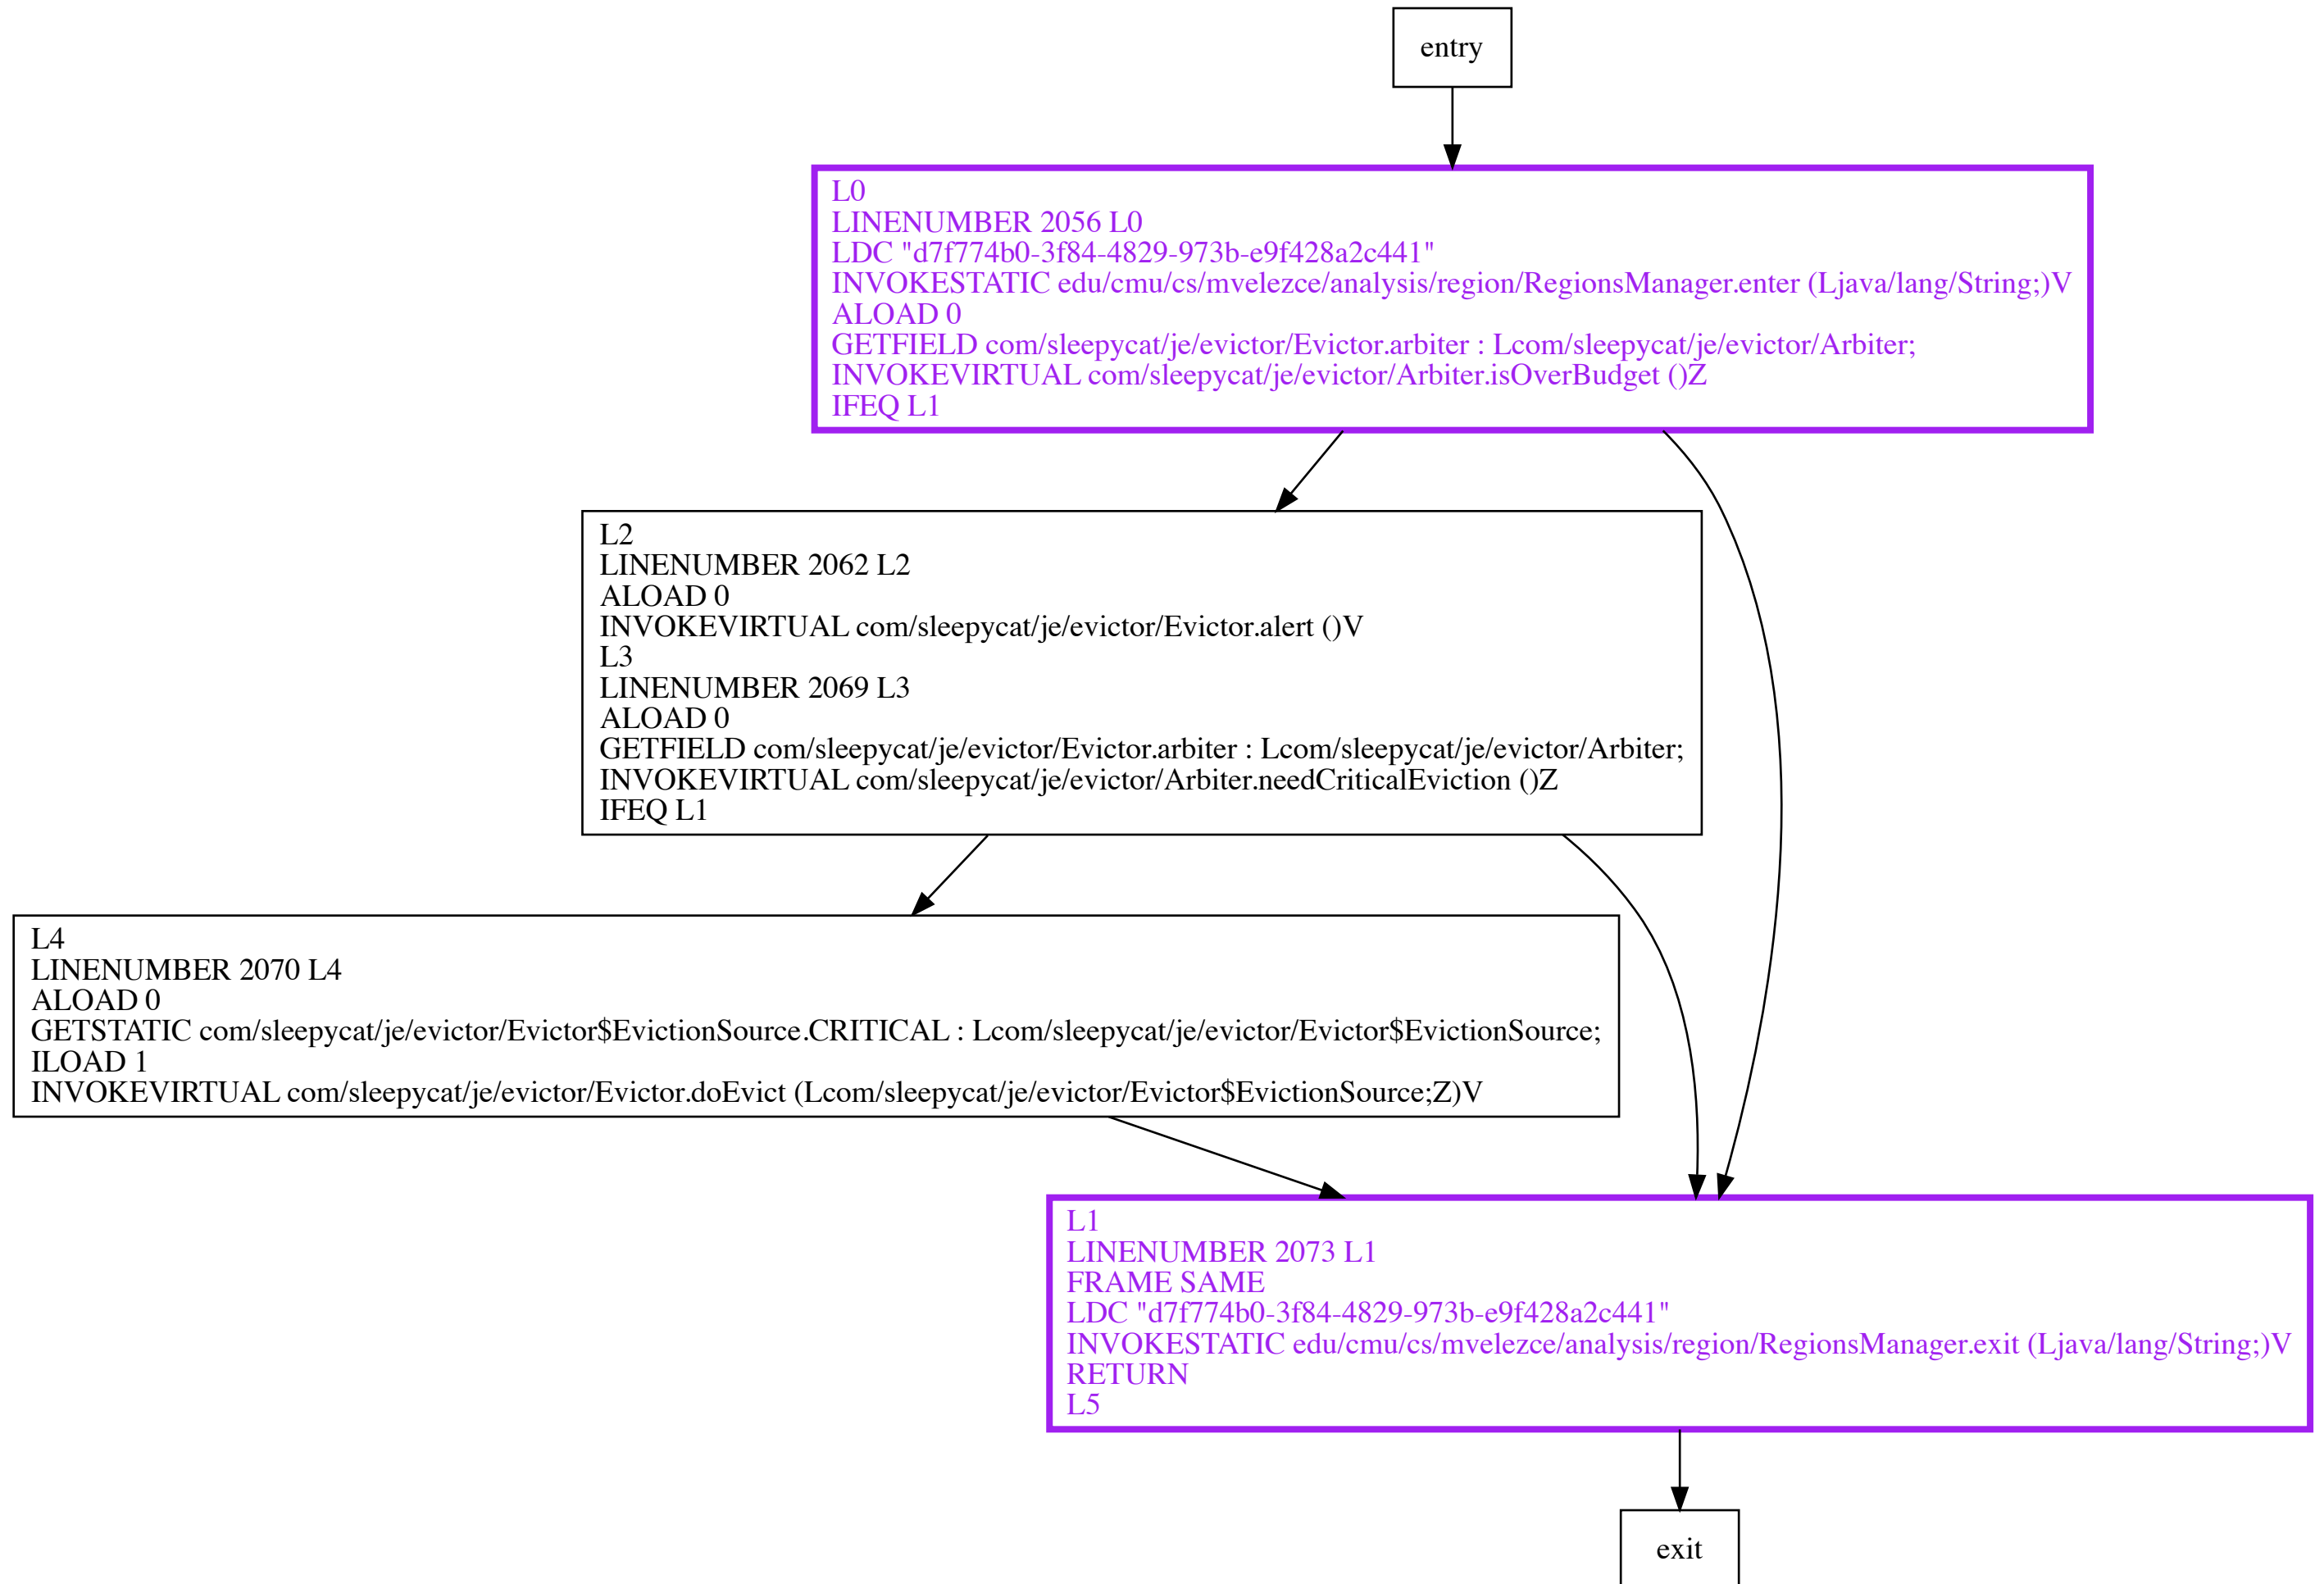 entry
L0
LINENUMBER 2056 L0
LDC "d7f774b0-3f84-4829-973b-e9f428a2c441"
INVOKESTATIC edu/cmu/cs/mvelezce/analysis/region/RegionsManager.enter (Ljava/lang/String;)V
ALOAD 0
GETFIELD com/sleepycat/je/evictor/Evictor.arbiter : Lcom/sleepycat/je/evictor/Arbiter;
INVOKEVIRTUAL com/sleepycat/je/evictor/Arbiter.isOverBudget ()Z
IFEQ L1
L2
LINENUMBER 2062 L2
ALOAD 0
INVOKEVIRTUAL com/sleepycat/je/evictor/Evictor.alert ()V
L3
LINENUMBER 2069 L3
ALOAD 0
GETFIELD com/sleepycat/je/evictor/Evictor.arbiter : Lcom/sleepycat/je/evictor/Arbiter;
INVOKEVIRTUAL com/sleepycat/je/evictor/Arbiter.needCriticalEviction ()Z
IFEQ L1
L4
LINENUMBER 2070 L4
ALOAD 0
GETSTATIC com/sleepycat/je/evictor/Evictor$EvictionSource.CRITICAL : Lcom/sleepycat/je/evictor/Evictor$EvictionSource;
ILOAD 1
INVOKEVIRTUAL com/sleepycat/je/evictor/Evictor.doEvict (Lcom/sleepycat/je/evictor/Evictor$EvictionSource;Z)V
L1
LINENUMBER 2073 L1
FRAME SAME
LDC "d7f774b0-3f84-4829-973b-e9f428a2c441"
INVOKESTATIC edu/cmu/cs/mvelezce/analysis/region/RegionsManager.exit (Ljava/lang/String;)V
RETURN
L5
exit